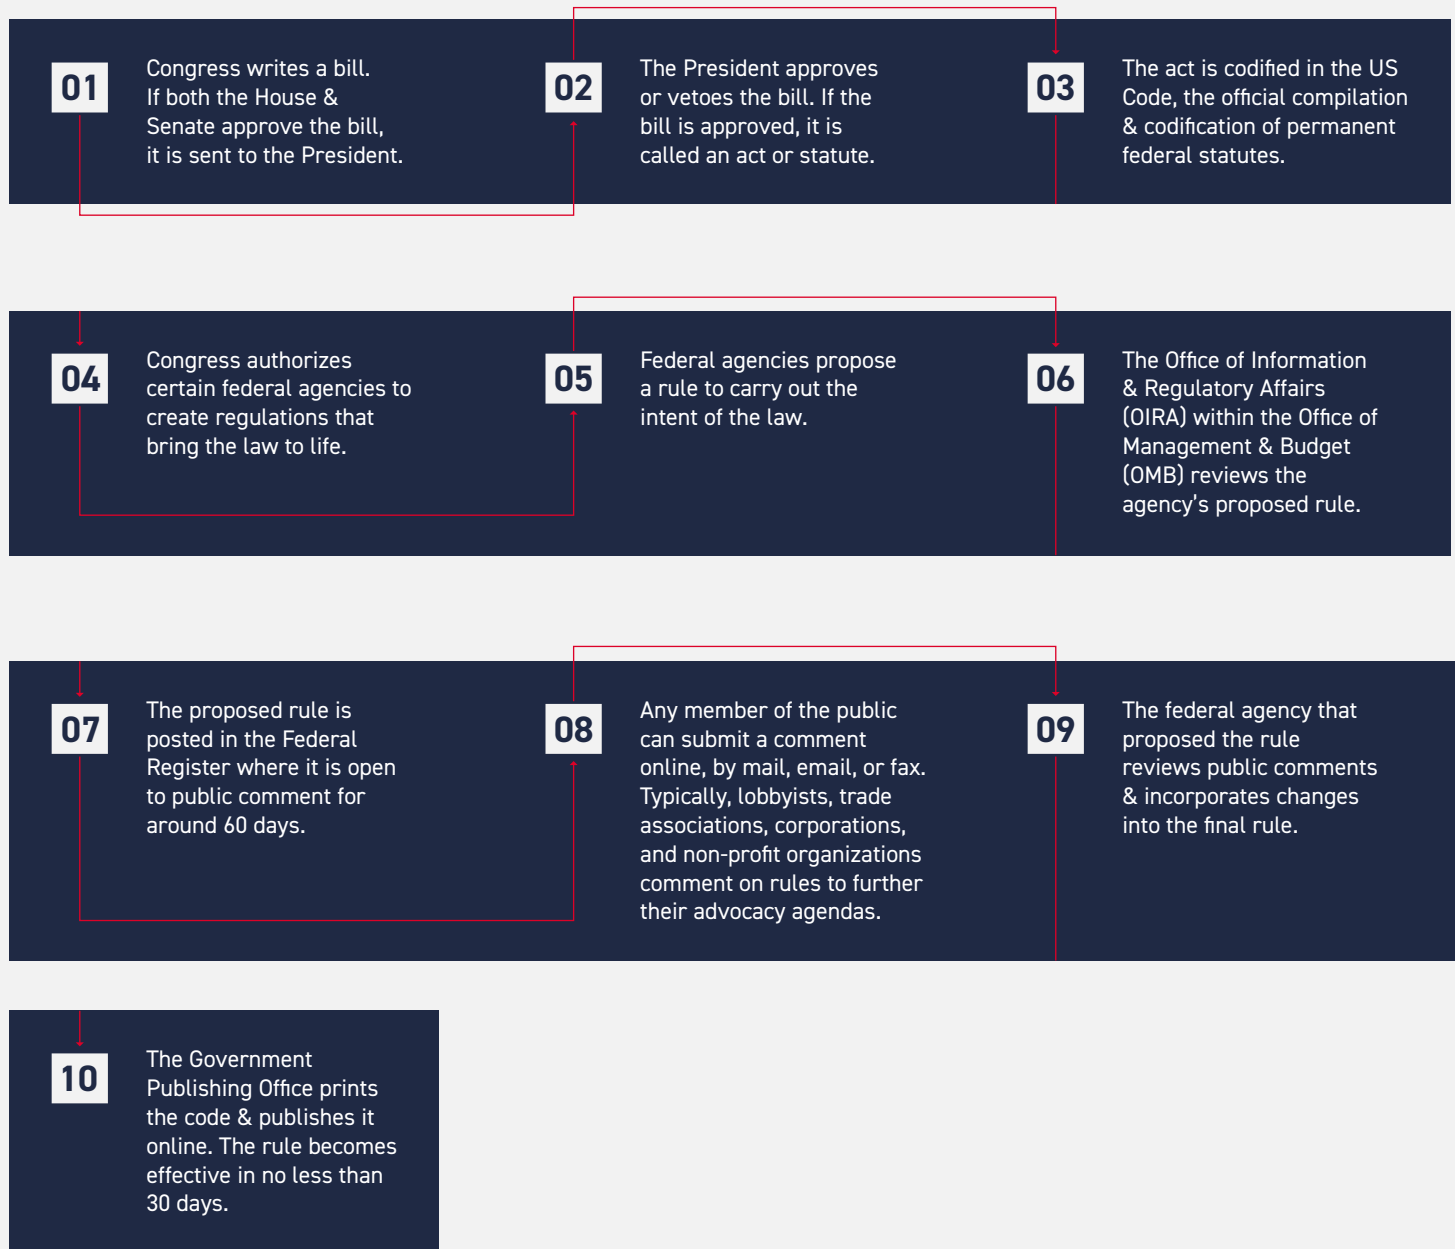 01
Congress writes a bill.
If both the House &
Senate approve the bill,
it is sent to the President.
02
The President approves
or vetoes the bill. If the
bill is approved, it is
called an act or statute.
03
The act is codified in the US
Code, the official compilation
& codification of permanent
federal statutes.
04
Congress authorizes
certain federal agencies to
create regulations that
bring the law to life.
05
Federal agencies propose
a rule to carry out the
intent of the law.
06
The Office of Information
& Regulatory Affairs
(OIRA) within the Office of
Management & Budget
(OMB) reviews the
agency's proposed rule.
07
The proposed rule is
posted in the Federal
Register where it is open
to public comment for
around 60 days.
08
Any member of the public
can submit a comment
online, by mail, email, or fax.
Typically, lobbyists, trade
associations, corporations,
and non-profit organizations
comment on rules to further
their advocacy agendas.
09
The federal agency that
proposed the rule
reviews public comments
& incorporates changes
into the final rule.
10
The Government
Publishing Office prints
the code & publishes it
online. The rule becomes
effective in no less than
30 days.